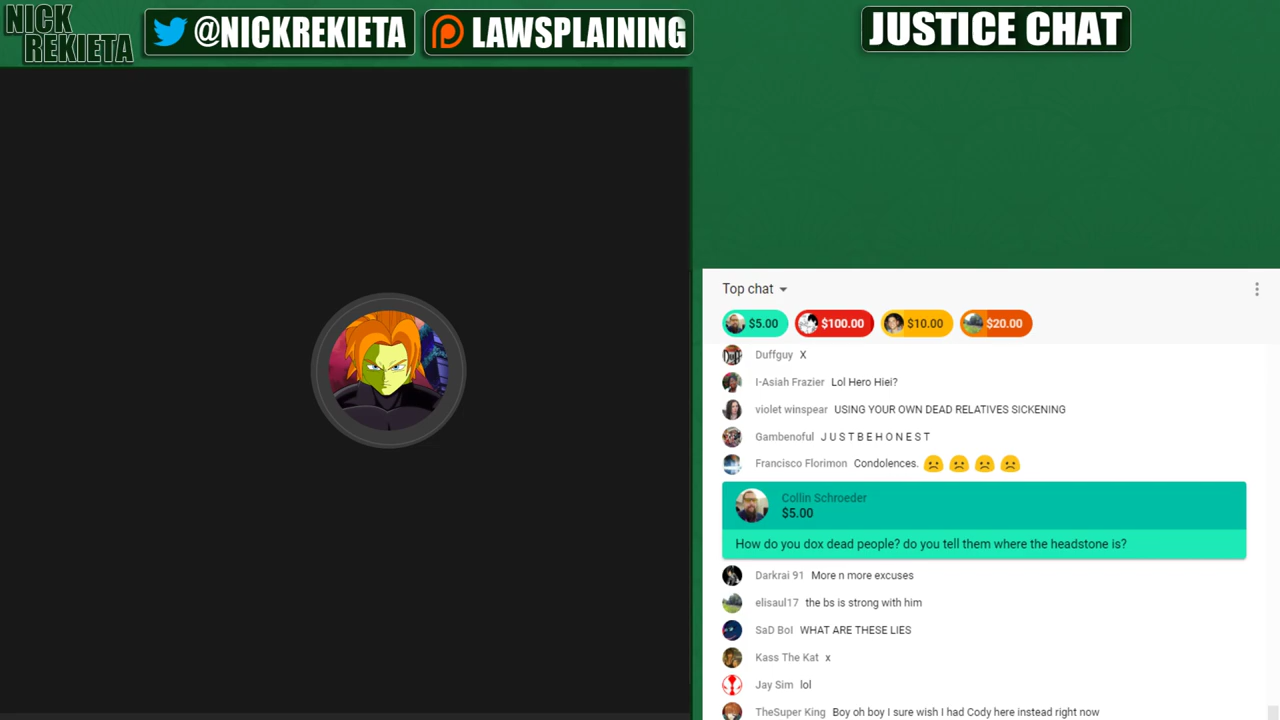 NICK
REKIETA
@NICKREKIETA
LAWSPLAINING
JUSTICE CHAT
Top chat
$5.00
$100.00
$10.00
$20.00
Duffguy X
I-Asiah Frazier Lol Hero Hiei?
violet winspear USING YOUR OWN DEAD RELATIVES SICKENING
Gambenoful J U S T B E H O N E S T
Francisco Florimon Condolences.
Collin Schroeder
$5.00
How do you dox dead people? do you tell them where the headstone is?
Darkrai 91 More n more excuses
elisaul17 the bs is strong with him
SaD BoI WHAT ARE THESE LIES
Kass The Kat x
Jay Sim lol
TheSuper King Boy oh boy I sure wish I had Cody here instead right now